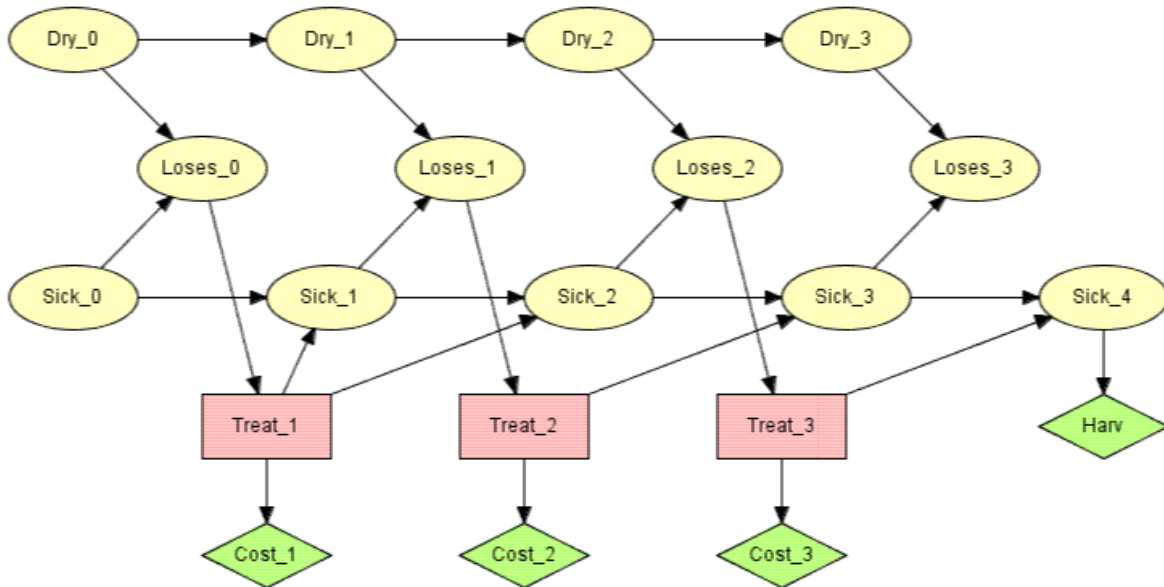 Dry_0
Dry_1
Dry_2
Dry_3
Loses_0
Loses_1
Loses_2
Loses_3
Sick_0
Sick_1
Sick_2
Sick_3
Sick_4
Treat_1
Treat_2
Treat_3
Harv
Cost_1
Cost_2
Cost_3